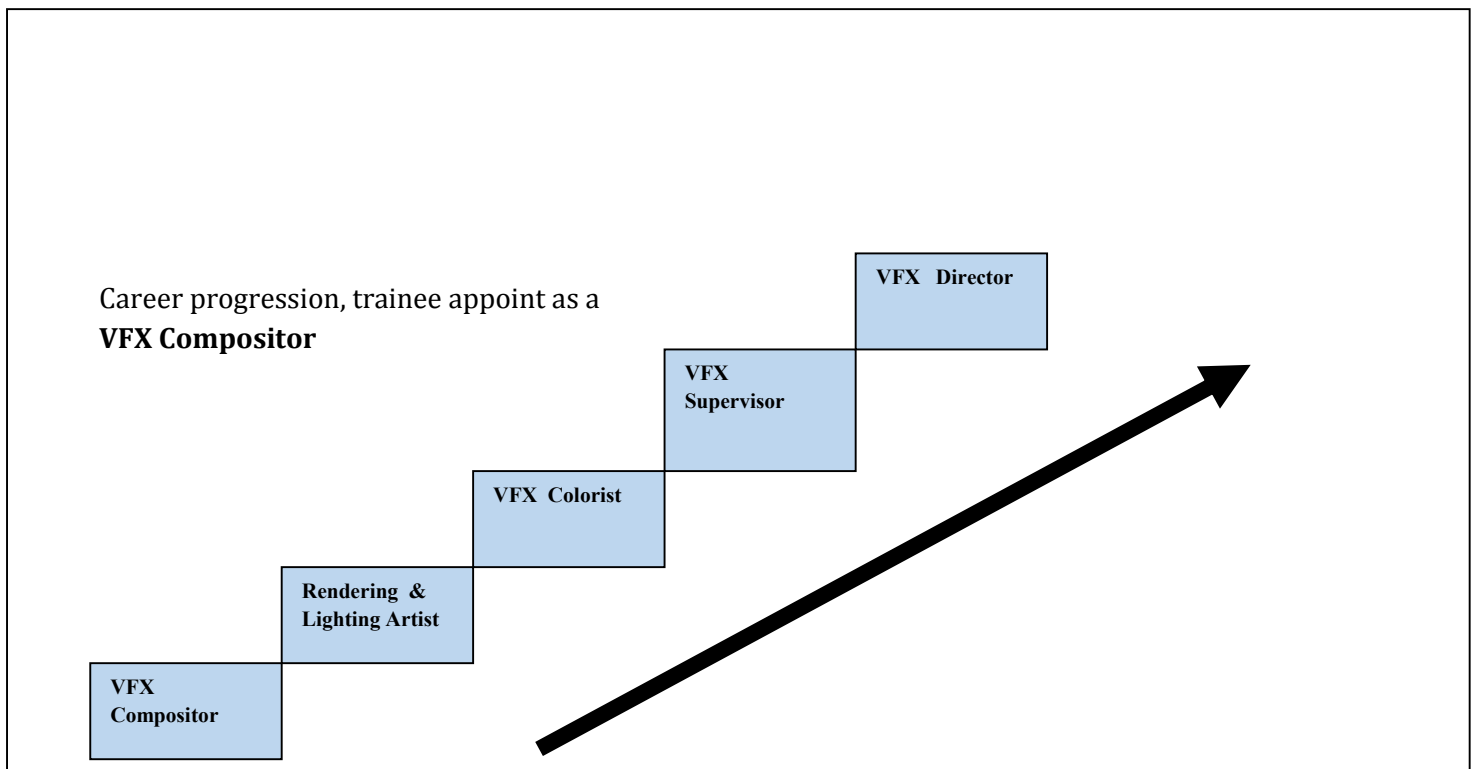 Career progression, trainee appoint as a
VFX Compositor
VFX Director
VFX
Supervisor
VFX Colorist
Rendering &
Lighting Artist
VFX
Compositor